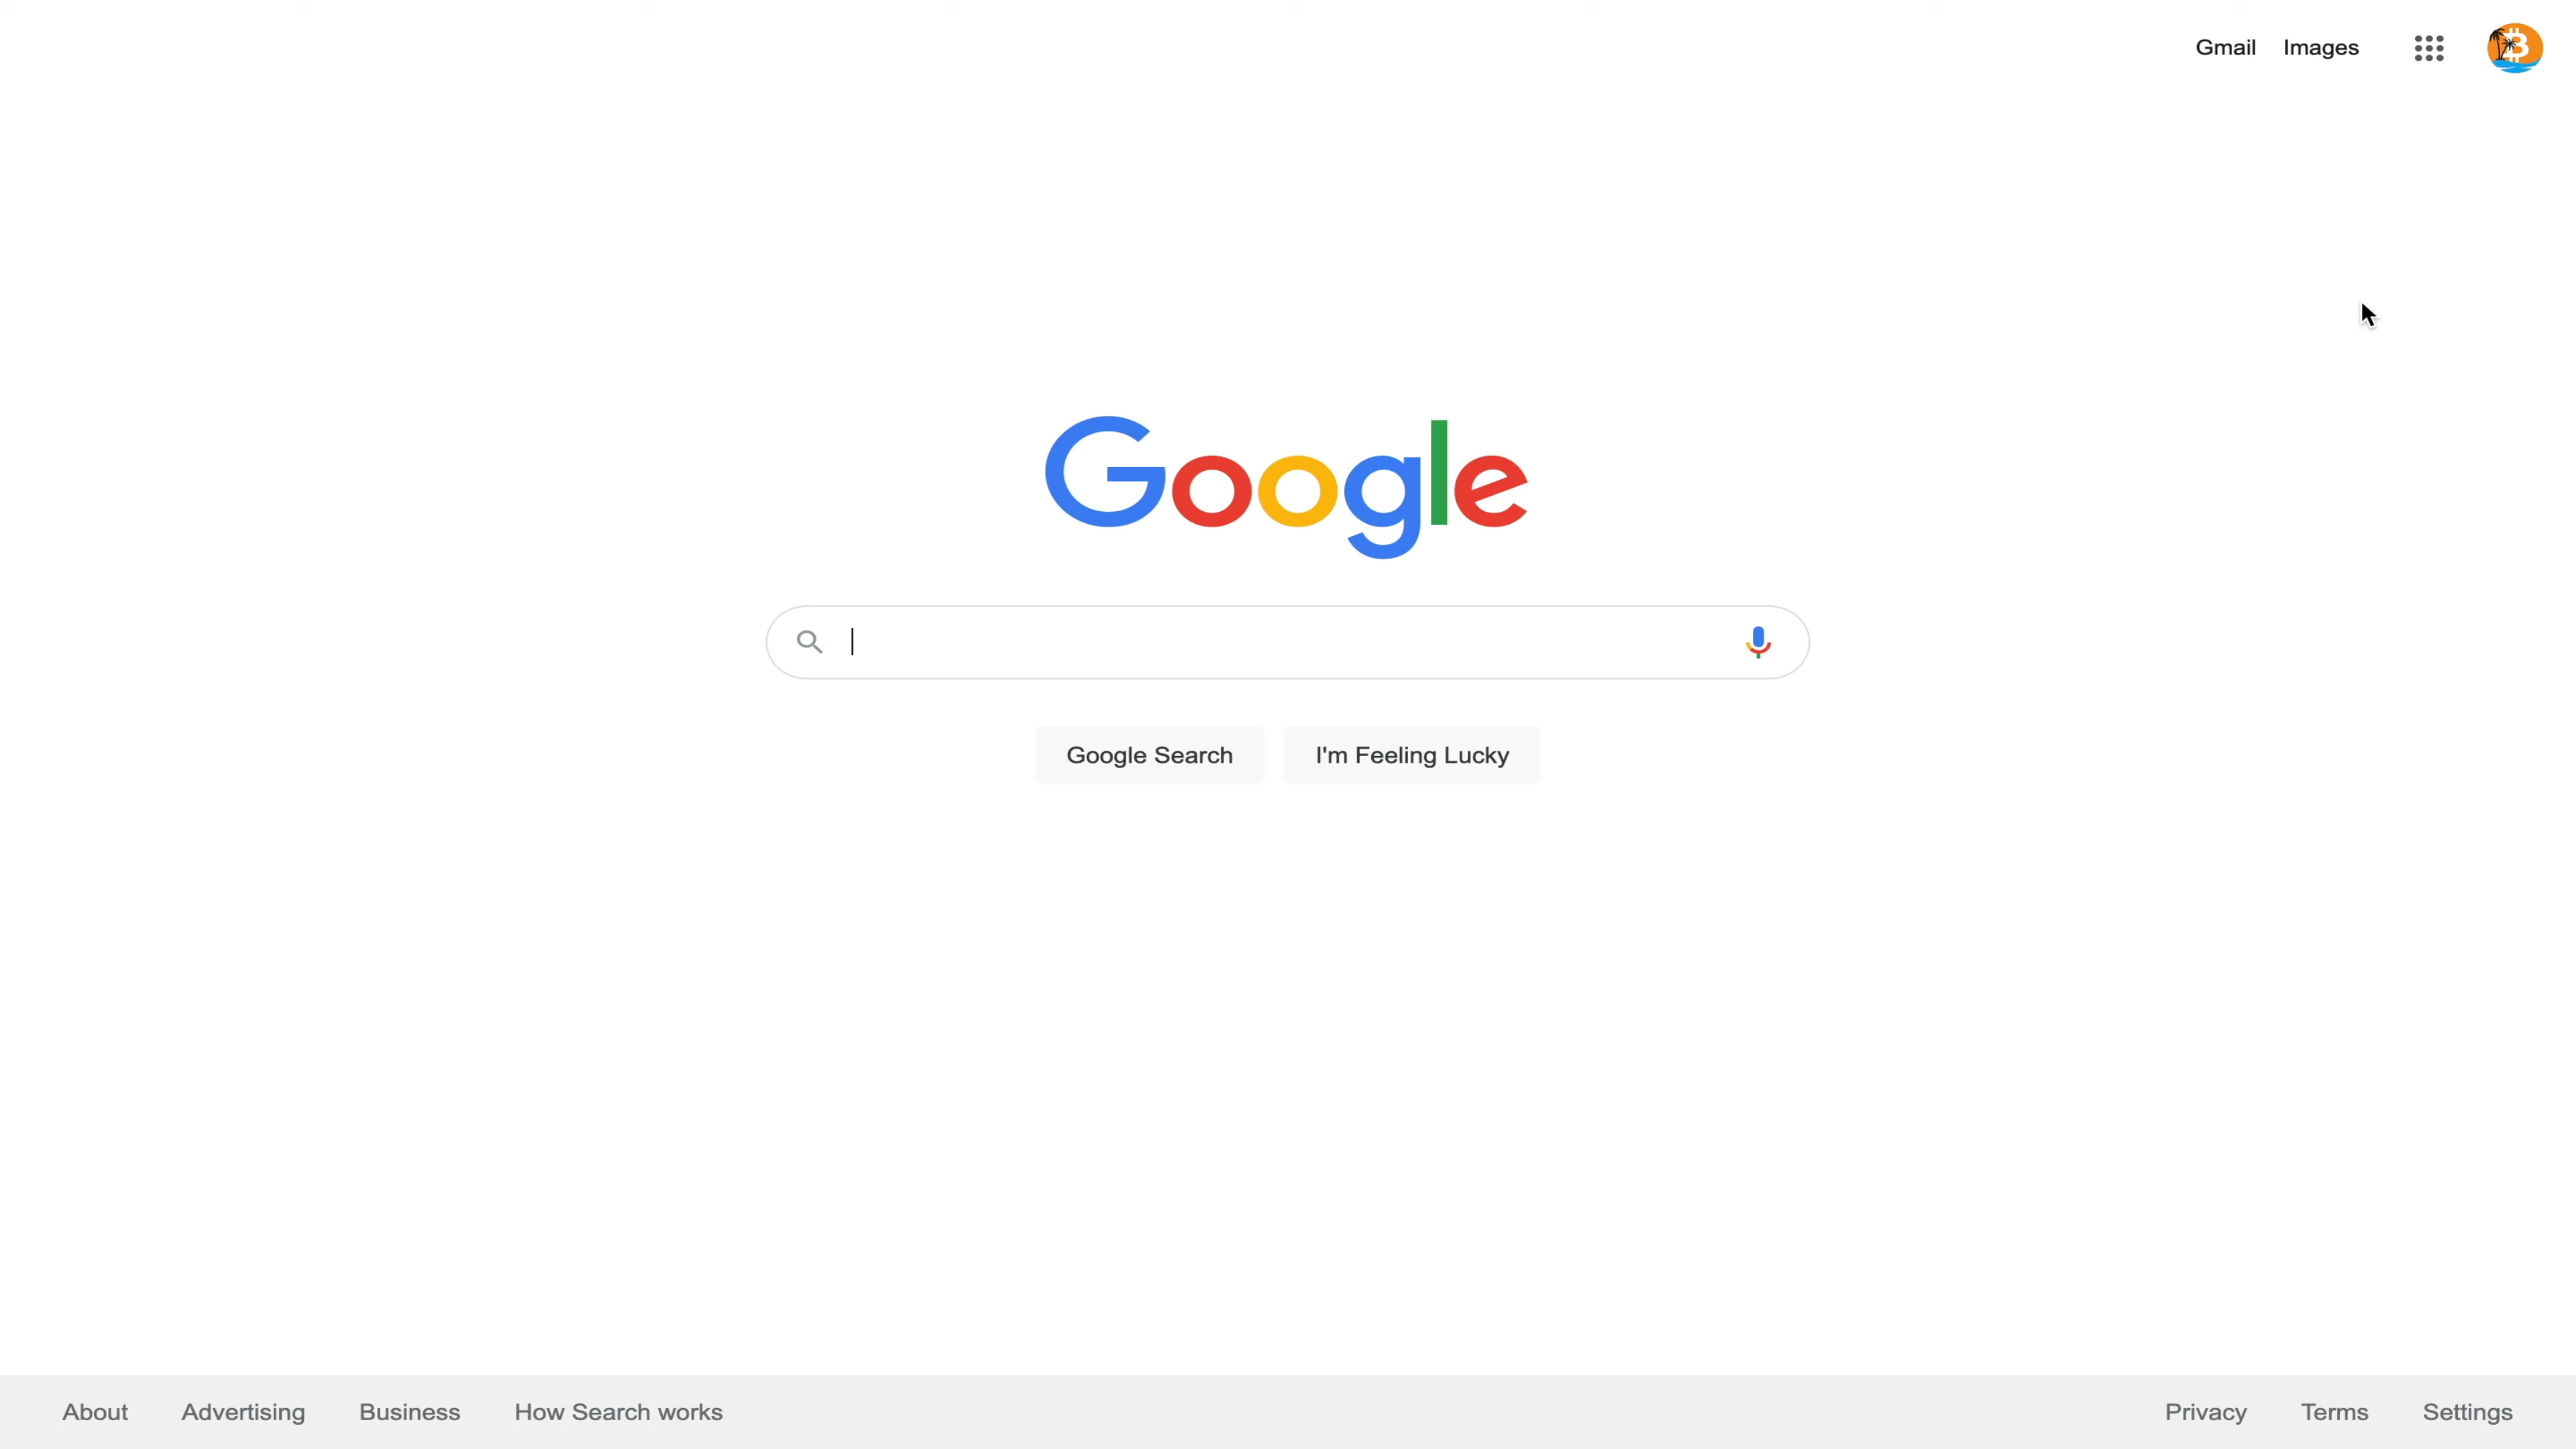 Gmail Images
Google
Google Search I'm Feeling Lucky
About Advertising Business How Search works Privacy Terms Settings